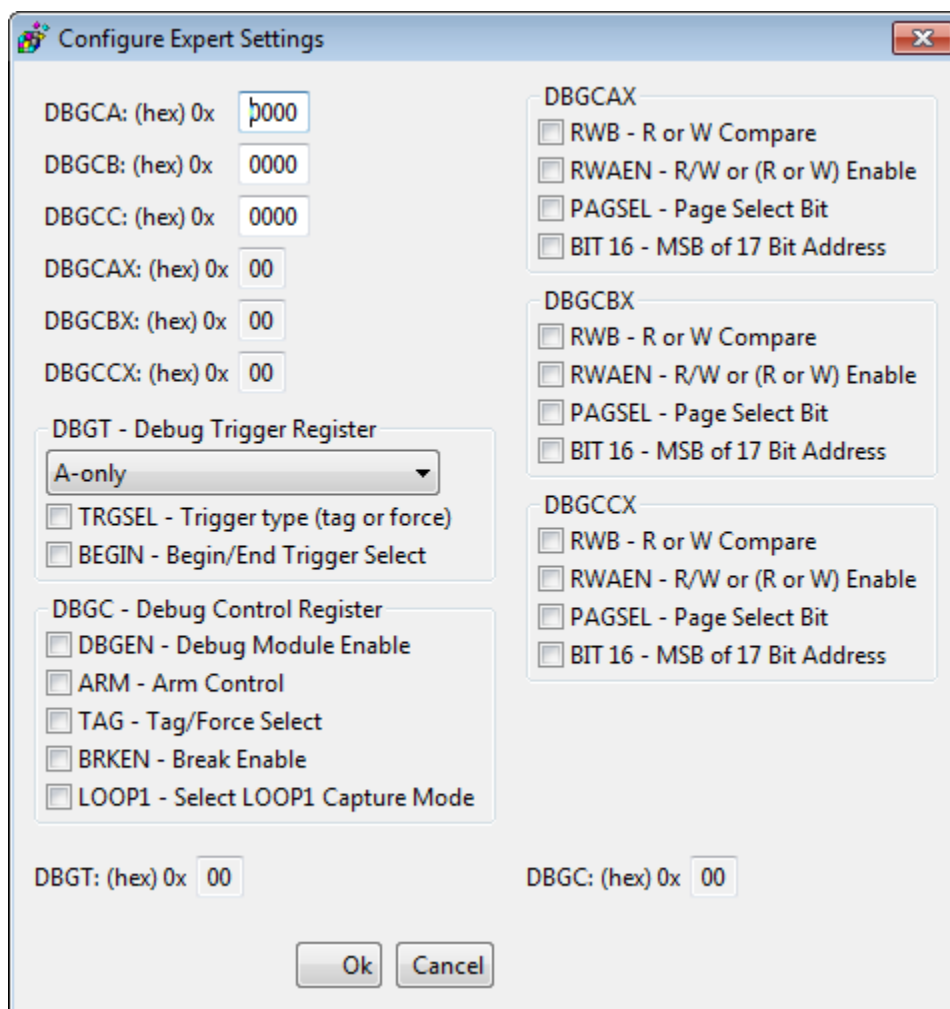 Configure Expert Settings
DBGCA: (hex) 0x 0000
DBGCB: (hex) 0x 0000
DBGCC: (hex) 0x 0000
DBGCAX: (hex) 0x 00
DBGCBX: (hex) 0x 00
DBGCCX: (hex) 0x 00
DBGT - Debug Trigger Register
A-only
TRGSEL - Trigger type (tag or force)
BEGIN - Begin/End Trigger Select
DBGC - Debug Control Register
DBGEN - Debug Module Enable
ARM - Arm Control
TAG - Tag/Force Select
BRKEN - Break Enable
LOOP1 - Select LOOP1 Capture Mode
DBGCAX
RWB - R or W Compare
RWAEN - R/W or (R or W) Enable
PAGSEL - Page Select Bit
BIT 16 - MSB of 17 Bit Address
DBGCBX
RWB - R or W Compare
RWAEN - R/W or (R or W) Enable
PAGSEL - Page Select Bit
BIT 16 - MSB of 17 Bit Address
DBGCCX
RWB - R or W Compare
RWAEN - R/W or (R or W) Enable
PAGSEL - Page Select Bit
BIT 16 - MSB of 17 Bit Address
DBGT: (hex) 0x 00
DBGC: (hex) 0x 00
Ok
Cancel